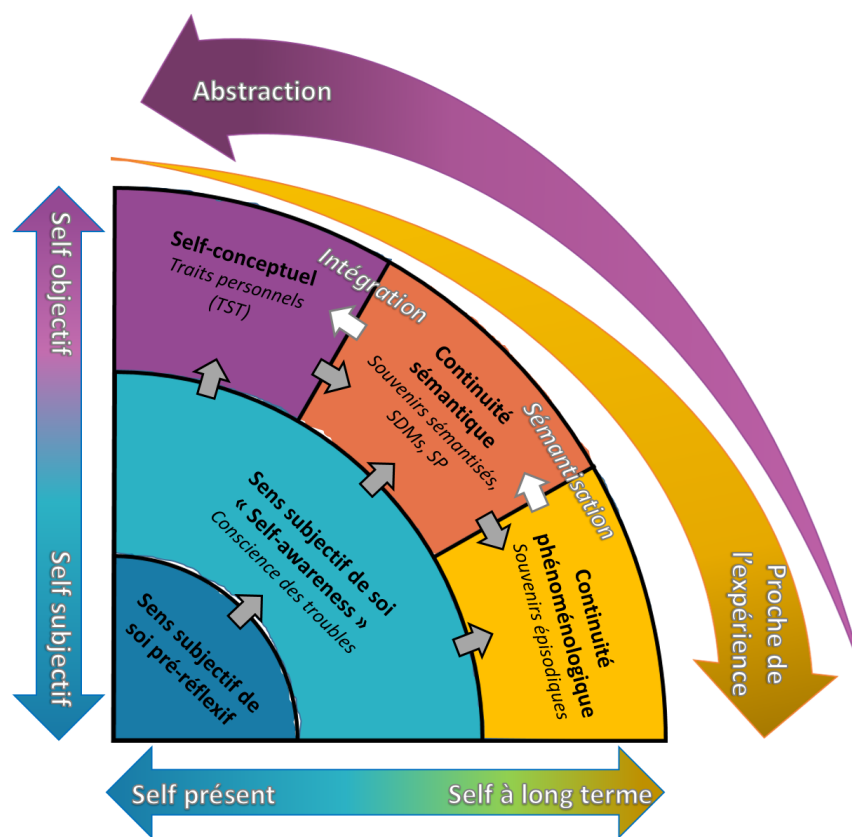 Abstraction
Proche de
l'expérience
Self objectif
Self subjectif
Self-conceptuel
Traits personnels
(TST)
Intégration
Continuité
sémantique
Souvenirs sémantisés,
SDMs, SP
Sémantisation
Continuité
phénoménologique
Souvenirs épisodiques
Sens subjectif de soi
« Self-awareness »
Conscience des troubles
Sens subjectif de
soi pré-réflexif
Self présent
Self à long terme